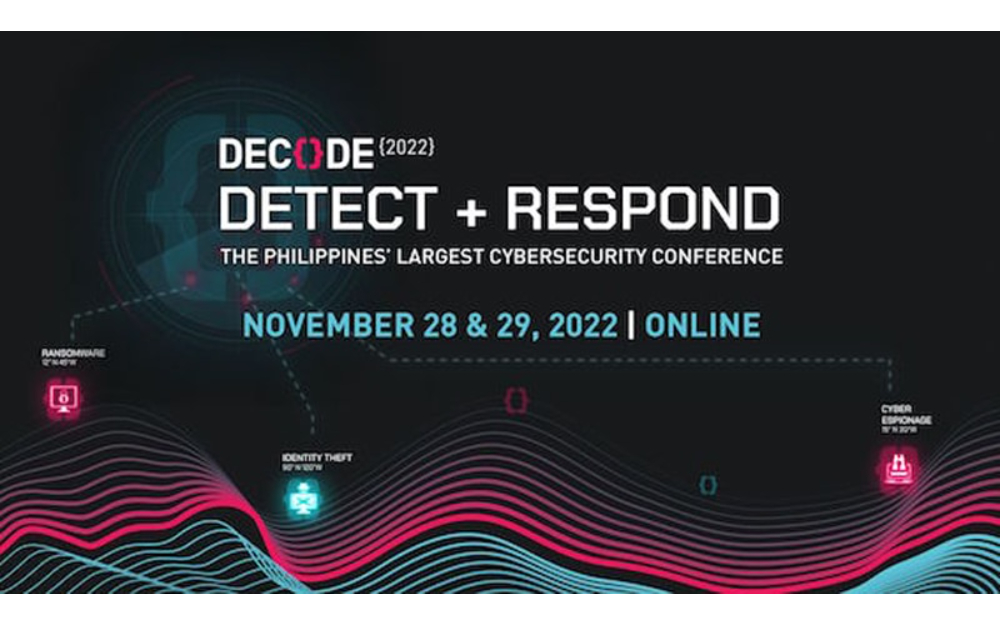 DEC{}DE {2022}
DETECT + RESPOND
THE PHILIPPINES' LARGEST CYBERSECURITY CONFERENCE
NOVEMBER 28 & 29, 2022 | ONLINE
RANSOMWARE
CYBER
ESPIONAGE
IDENTITY THEFT